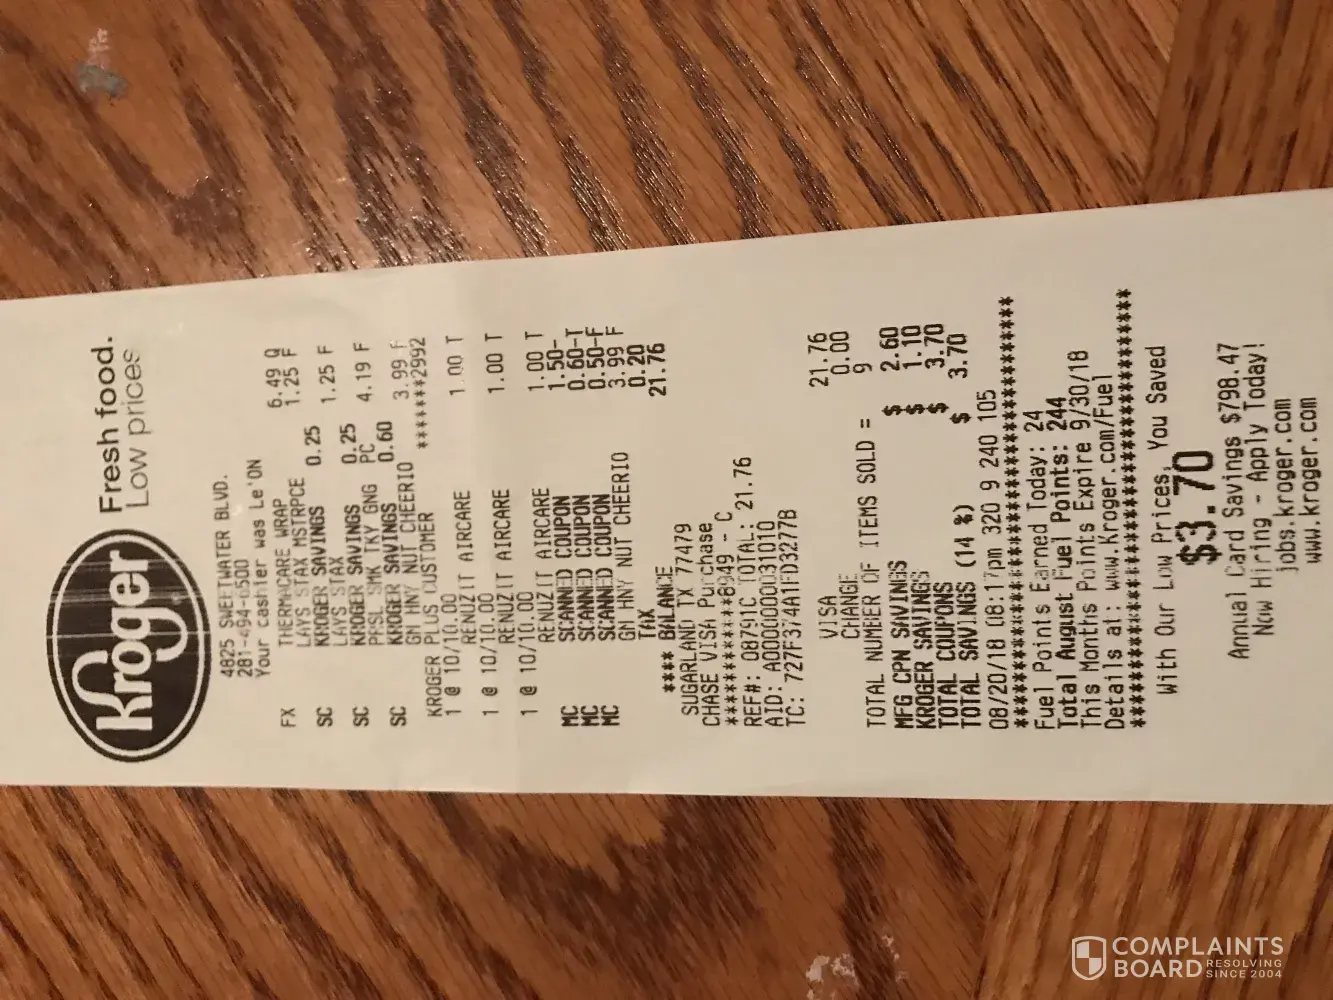 Kroger
Fresh food.
Low prices.
4825 SWEETWATER BLVD.
281-494-6500
Your cashier was Le'ON
FX THERMACARE WRAP 6.49 Q
LAYS STAX MSTRPCE 1.25 F
SC KROGER SAVINGS 0.25
LAYS STAX 1.25 F
SC KROGER SAVINGS 0.25
PFSL SMK TKY GNG PC 4.19 F
SC KROGER SAVINGS 0.60
GM HNY NUT CHEERIO 3.99 F
KROGER PLUS CUSTOMER *******2992
1 @ 10/10.00
RENUZIT AIRCARE 1.00 T
1 @ 10/10.00
RENUZIT AIRCARE 1.00 T
1 @ 10/10.00
RENUZIT AIRCARE 1.00 T
MC SCANNED COUPON 1.50-
MC SCANNED COUPON 0.60-T
MC SCANNED COUPON 0.50-F
GM HNY NUT CHEERIO 3.99 F
TAX 0.20
**** BALANCE 21.76
SUGARLAND TX 77479
CHASE VISA Purchase
************8949 - C
REF#: 08791C TOTAL: 21.76
AID: A0000000031010
TC: 727F374A1FD3277B
VISA 21.76
CHANGE 0.00
TOTAL NUMBER OF ITEMS SOLD = 9
MFG CPN SAVINGS $ 2.60
KROGER SAVINGS $ 1.10
TOTAL COUPONS $ 3.70
TOTAL SAVINGS (14 %) $ 3.70
08/20/18 08:17pm 320 9 240 105
************************************
Fuel Points Earned Today: 24
Total August Fuel Points: 244
This Months Points Expire 9/30/18
Details at: www.Kroger.com/Fuel
************************************
With Our Low Prices, You Saved
$3.70
Annual Card Savings $798.47
Now Hiring - Apply Today!
jobs.kroger.com
www.kroger.com
COMPLAINTS
BOARD RESOLVING
SINCE 2004